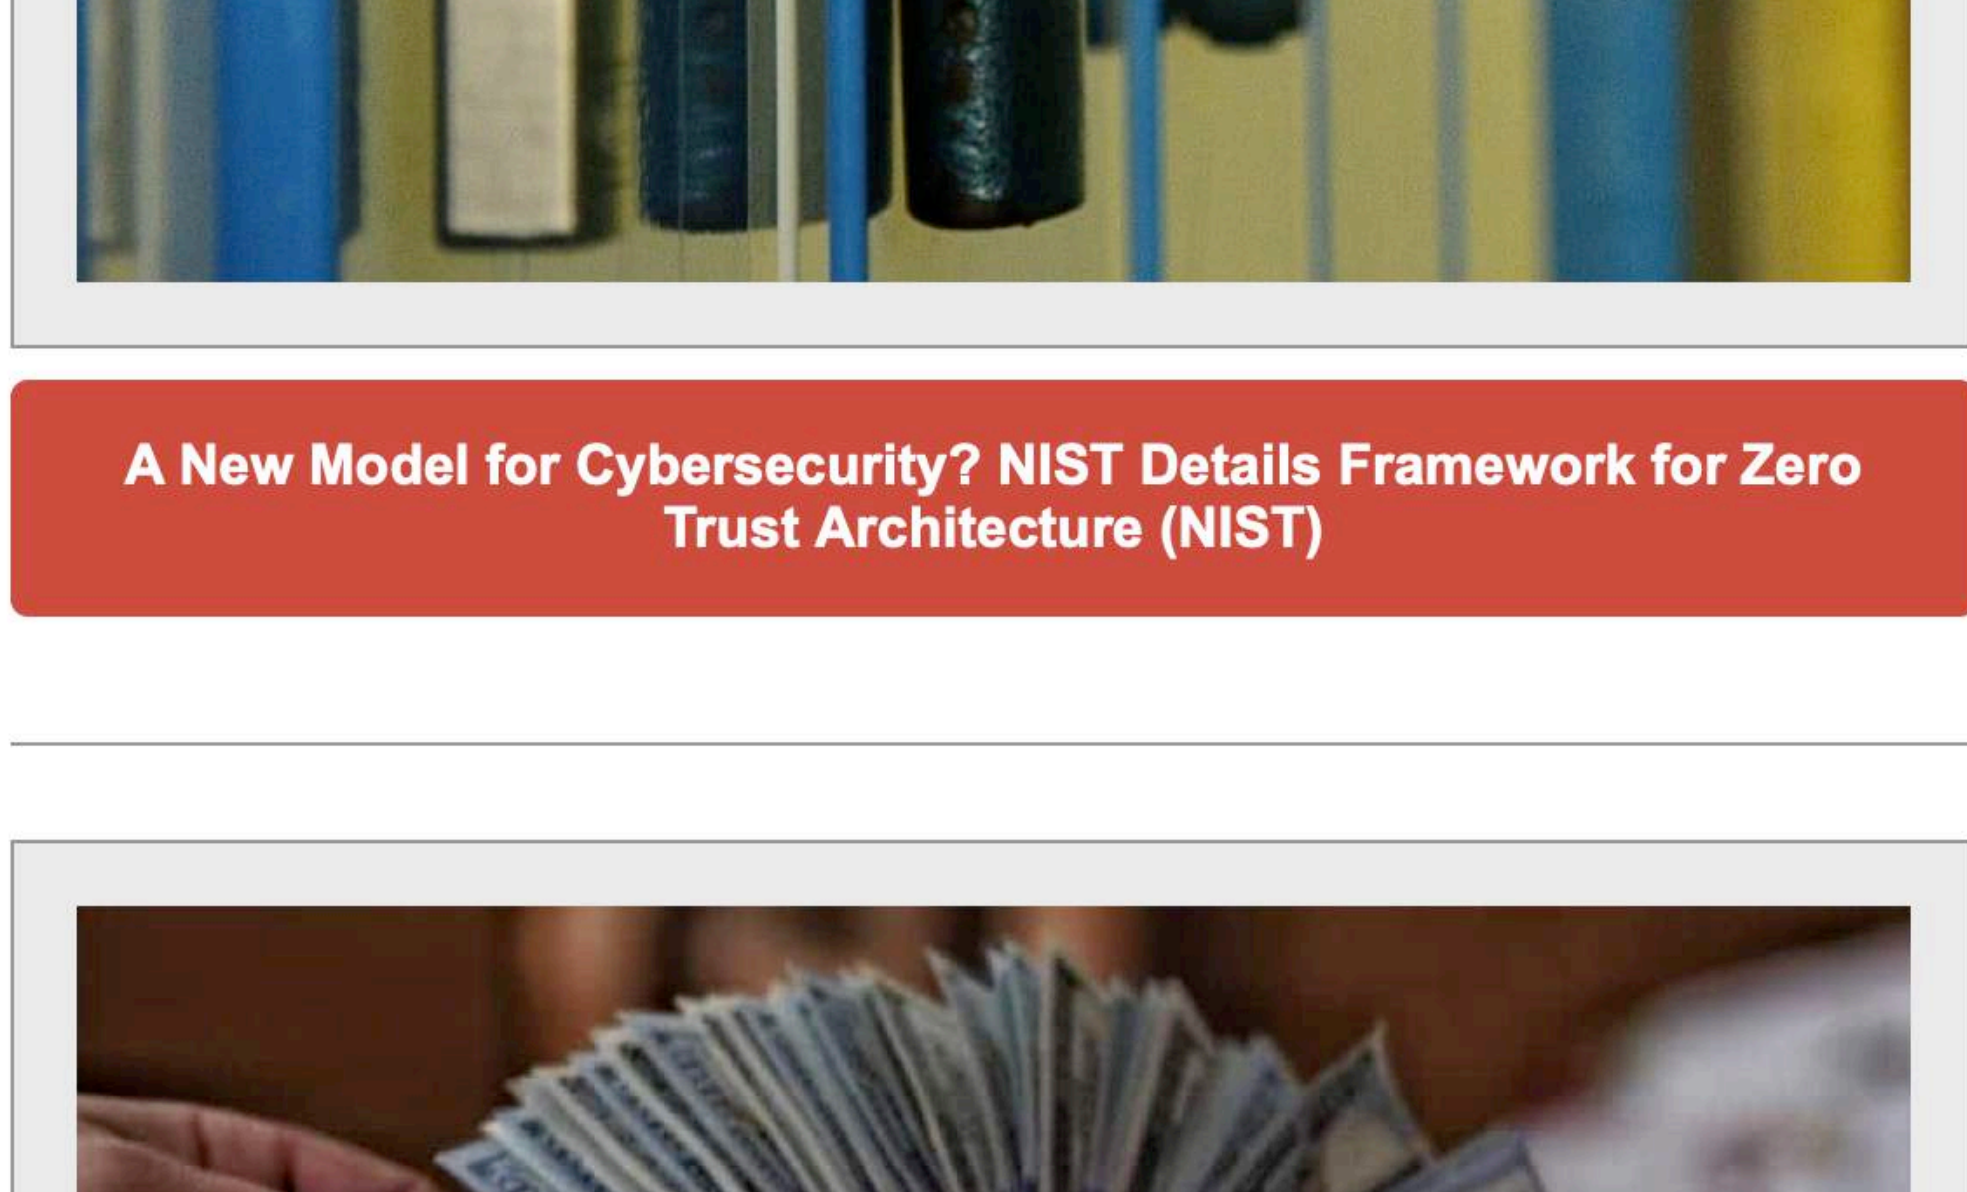 A New Model for Cybersecurity? NIST Details Framework for Zero
Trust Architecture (NIST)